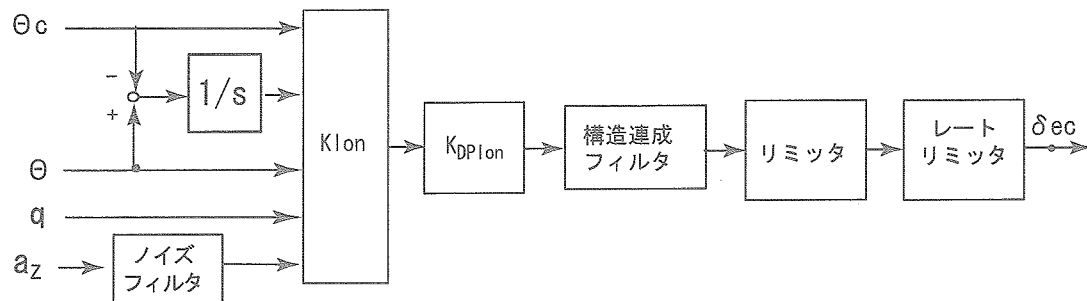 Θc
−
1/s
+
Θ
q
az
ノイズ
フィルタ
Klon
KDPlon
構造連成
フィルタ
リミッタ
レート
リミッタ
δec